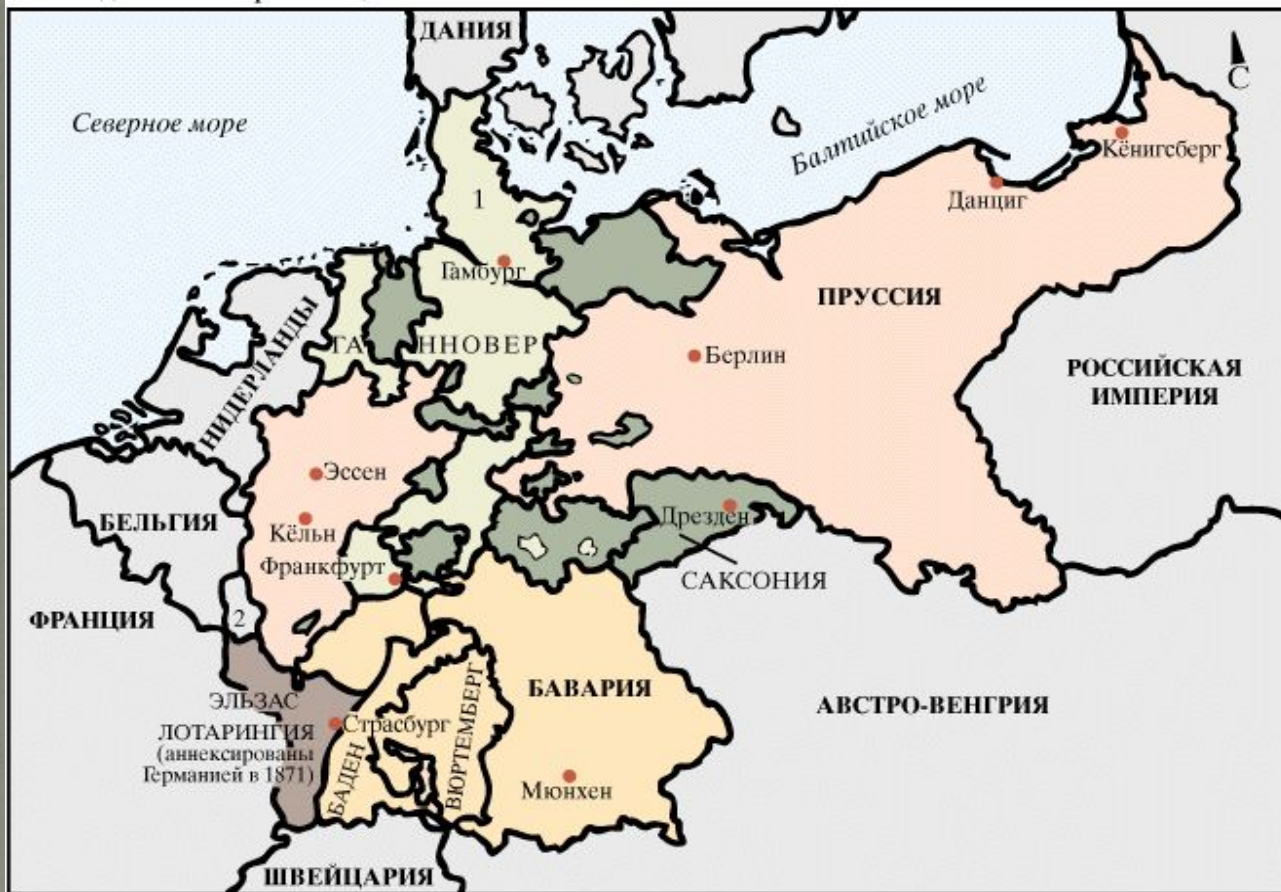 ДАНИЯ
С
Северное море
Балтийское море
Кёнигсберг
Данциг
1
Гамбург
ПРУССИЯ
НИДЕРЛАНДЫ
ГАННОВЕР
Берлин
РОССИЙСКАЯ
ИМПЕРИЯ
Эссен
БЕЛЬГИЯ
Кёльн
Дрезден
Франкфурт
САКСОНИЯ
ФРАНЦИЯ
2
ЭЛЬЗАС
ЛОТАРИНГИЯ
(аннексированы
Германией в 1871)
Страсбург
БАДЕН
ВЮРТЕМБЕРГ
БАВАРИЯ
АВСТРО-ВЕНГРИЯ
Мюнхен
ШВЕЙЦАРИЯ